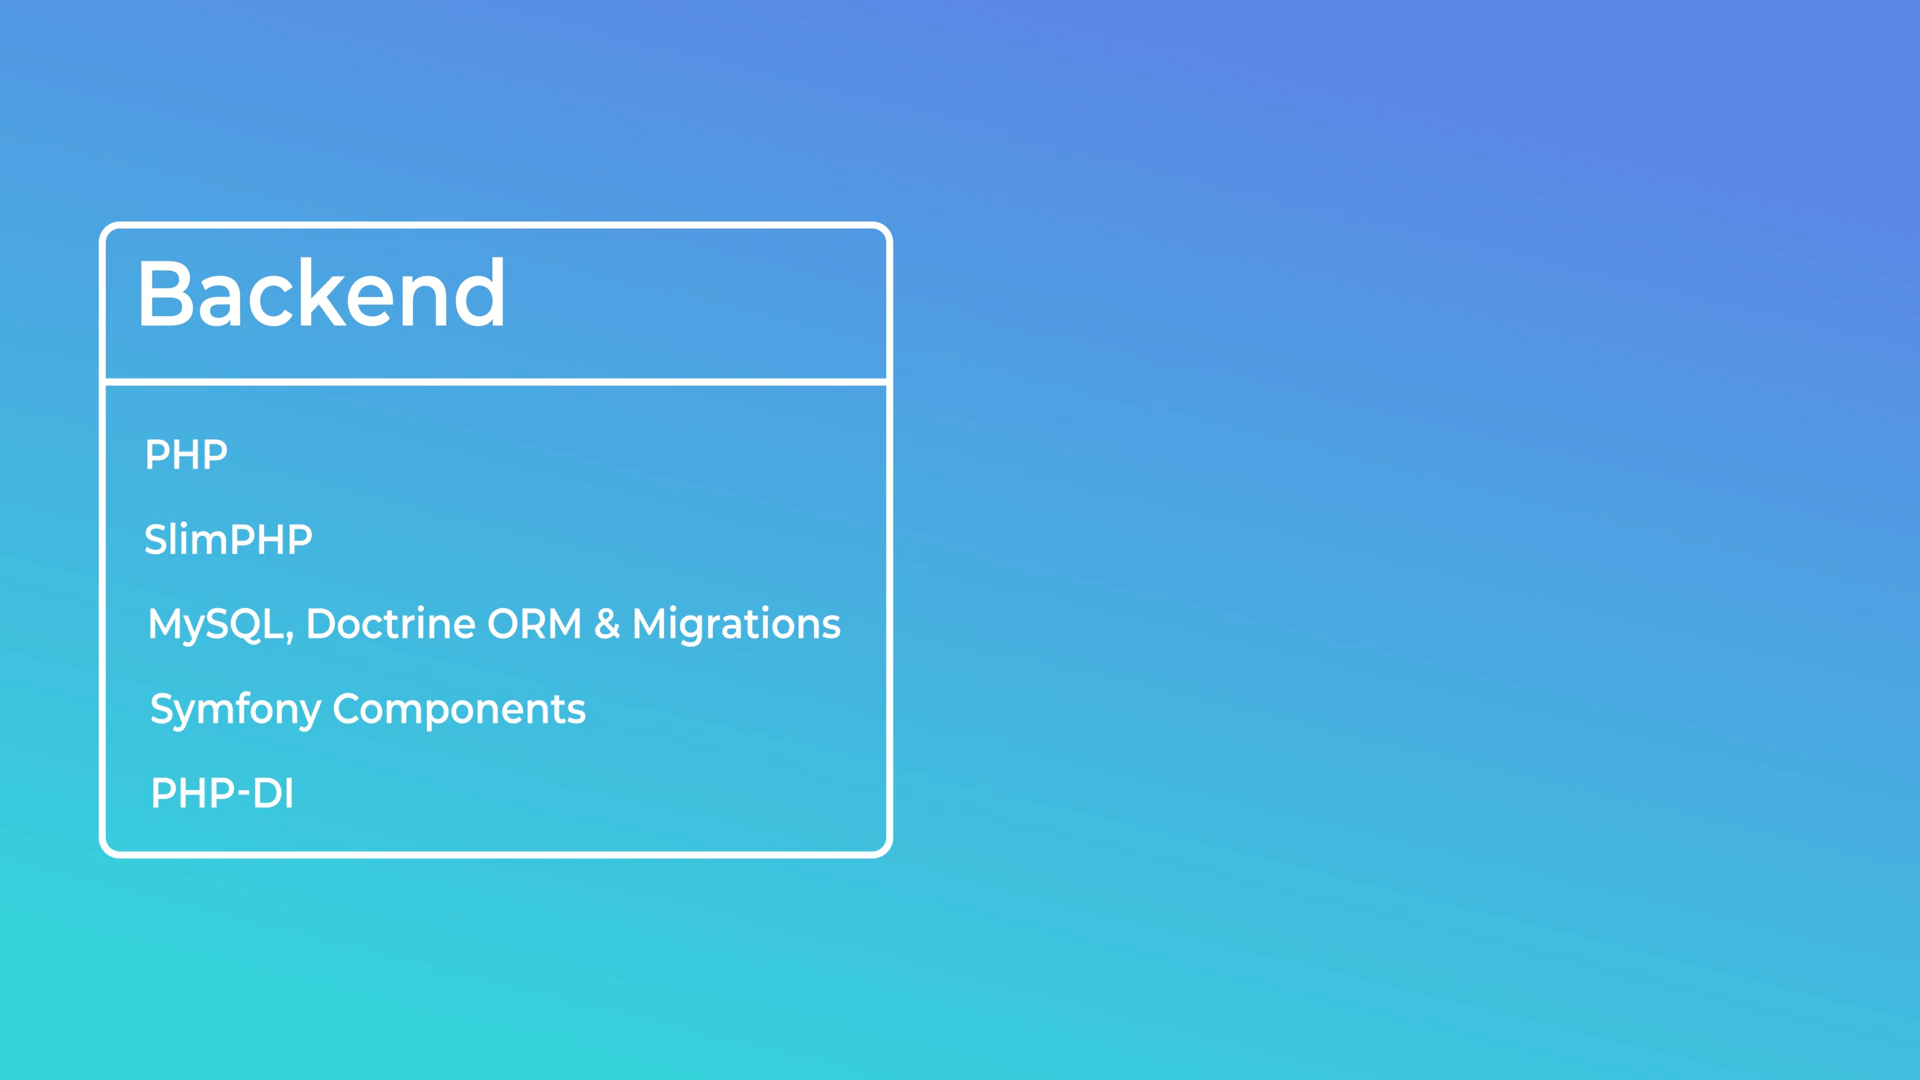 Backend
PHP
SlimPHP
MySQL, Doctrine ORM & Migrations
Symfony Components
PHP-DI